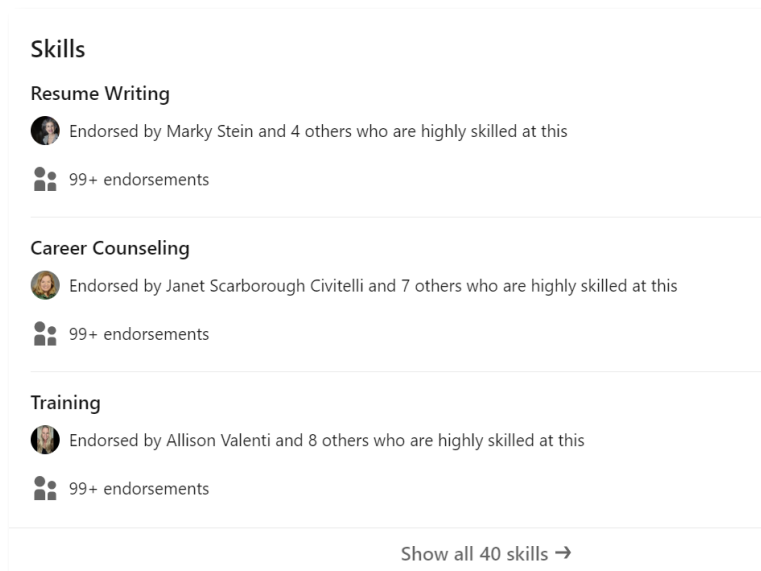 Skills
Resume Writing
Endorsed by Marky Stein and 4 others who are highly skilled at this
99+ endorsements
Career Counseling
Endorsed by Janet Scarborough Civitelli and 7 others who are highly skilled at this
99+ endorsements
Training
Endorsed by Allison Valenti and 8 others who are highly skilled at this
99+ endorsements
Show all 40 skills →